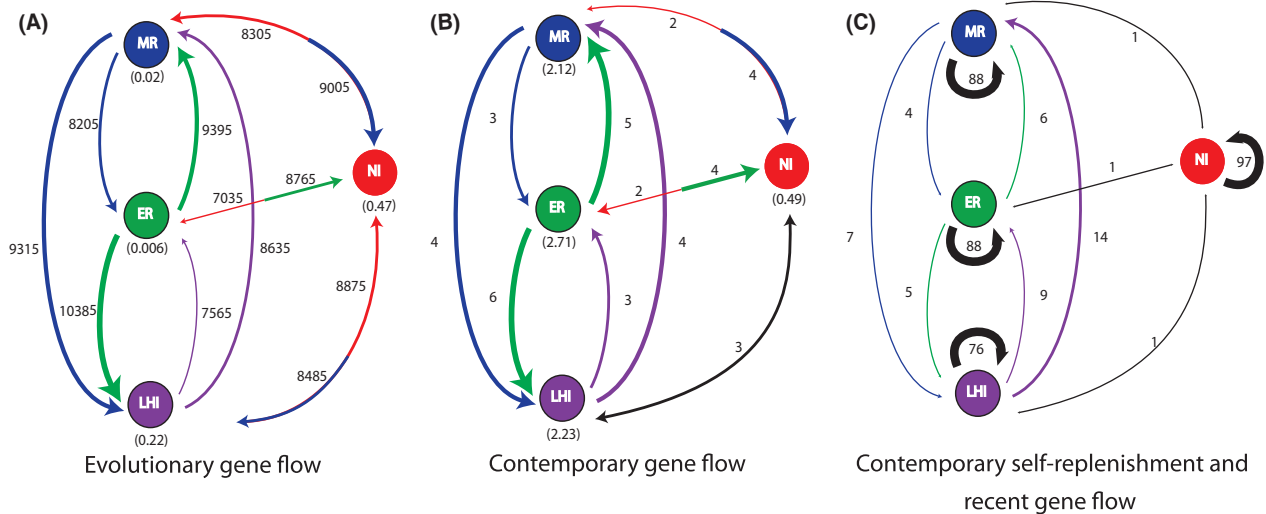 (A)
MR
(0.02)
8305
9005
8205
9395
NI
(0.47)
8765
7035
ER
(0.006)
9315
8635
8875
10385
7565
8485
LHI
(0.22)
Evolutionary gene flow
(B)
MR
(2.12)
2
4
3
5
NI
(0.49)
4
2
ER
(2.71)
4
4
6
3
3
LHI
(2.23)
Contemporary gene flow
(C)
MR
88
1
4
6
NI
97
1
ER
88
7
14
5
9
76
1
LHI
Contemporary self-replenishment and
recent gene flow